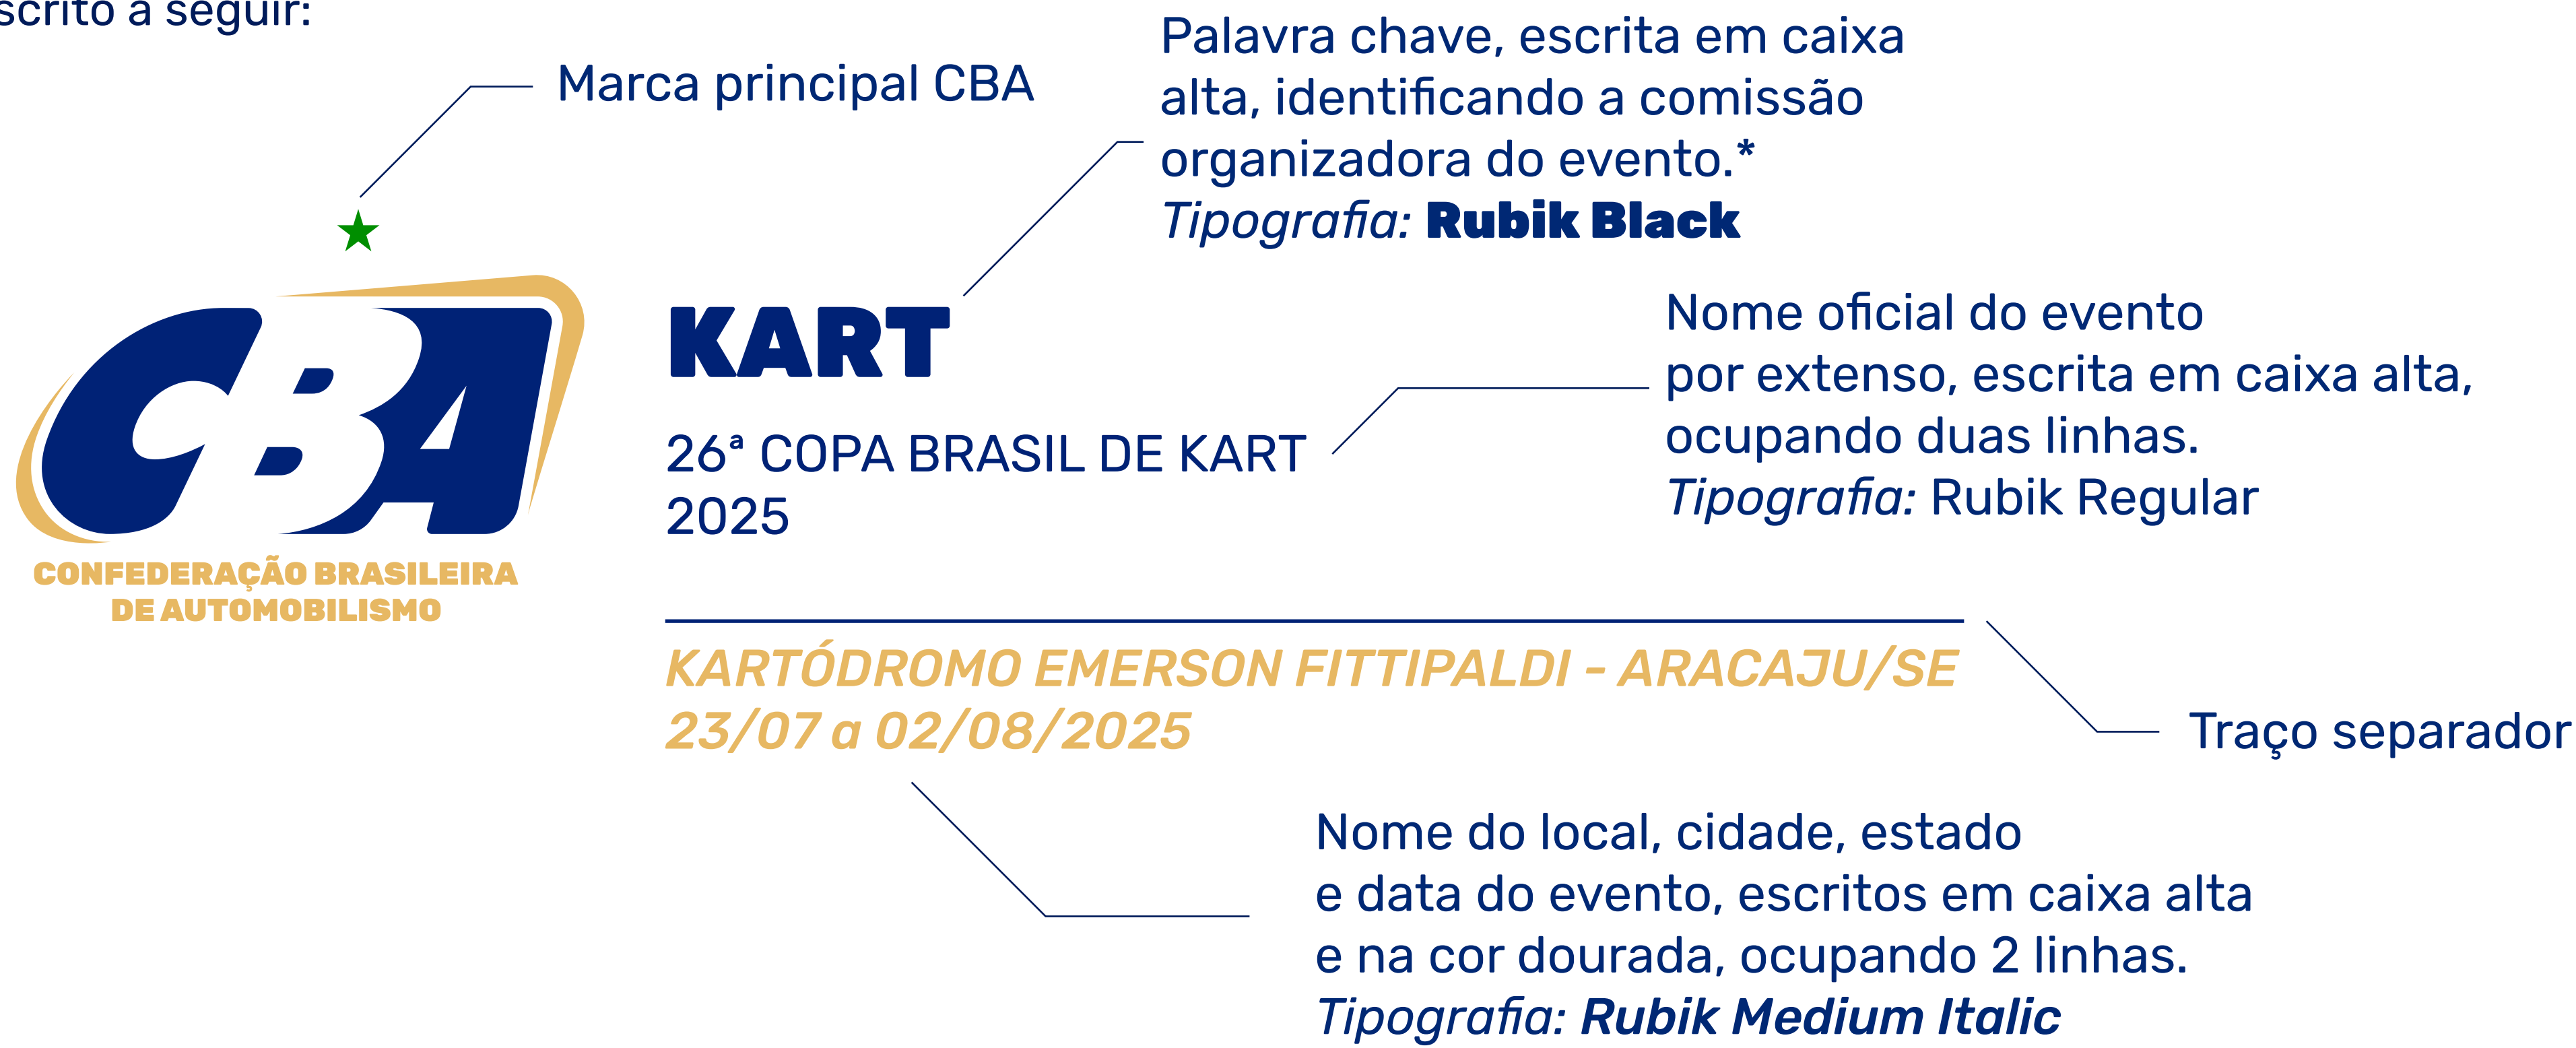 scrito a seguir:
Marca principal CBA
Palavra chave, escrita em caixa
alta, identificando a comissão
organizadora do evento.*
Tipografia: Rubik Black
CBA
CONFEDERAÇÃO BRASILEIRA
DE AUTOMOBILISMO
KART
26ª COPA BRASIL DE KART
2025
Nome oficial do evento
por extenso, escrita em caixa alta,
ocupando duas linhas.
Tipografia: Rubik Regular
KARTÓDROMO EMERSON FITTIPALDI - ARACAJU/SE
23/07 a 02/08/2025
Traço separador
Nome do local, cidade, estado
e data do evento, escritos em caixa alta
e na cor dourada, ocupando 2 linhas.
Tipografia: Rubik Medium Italic